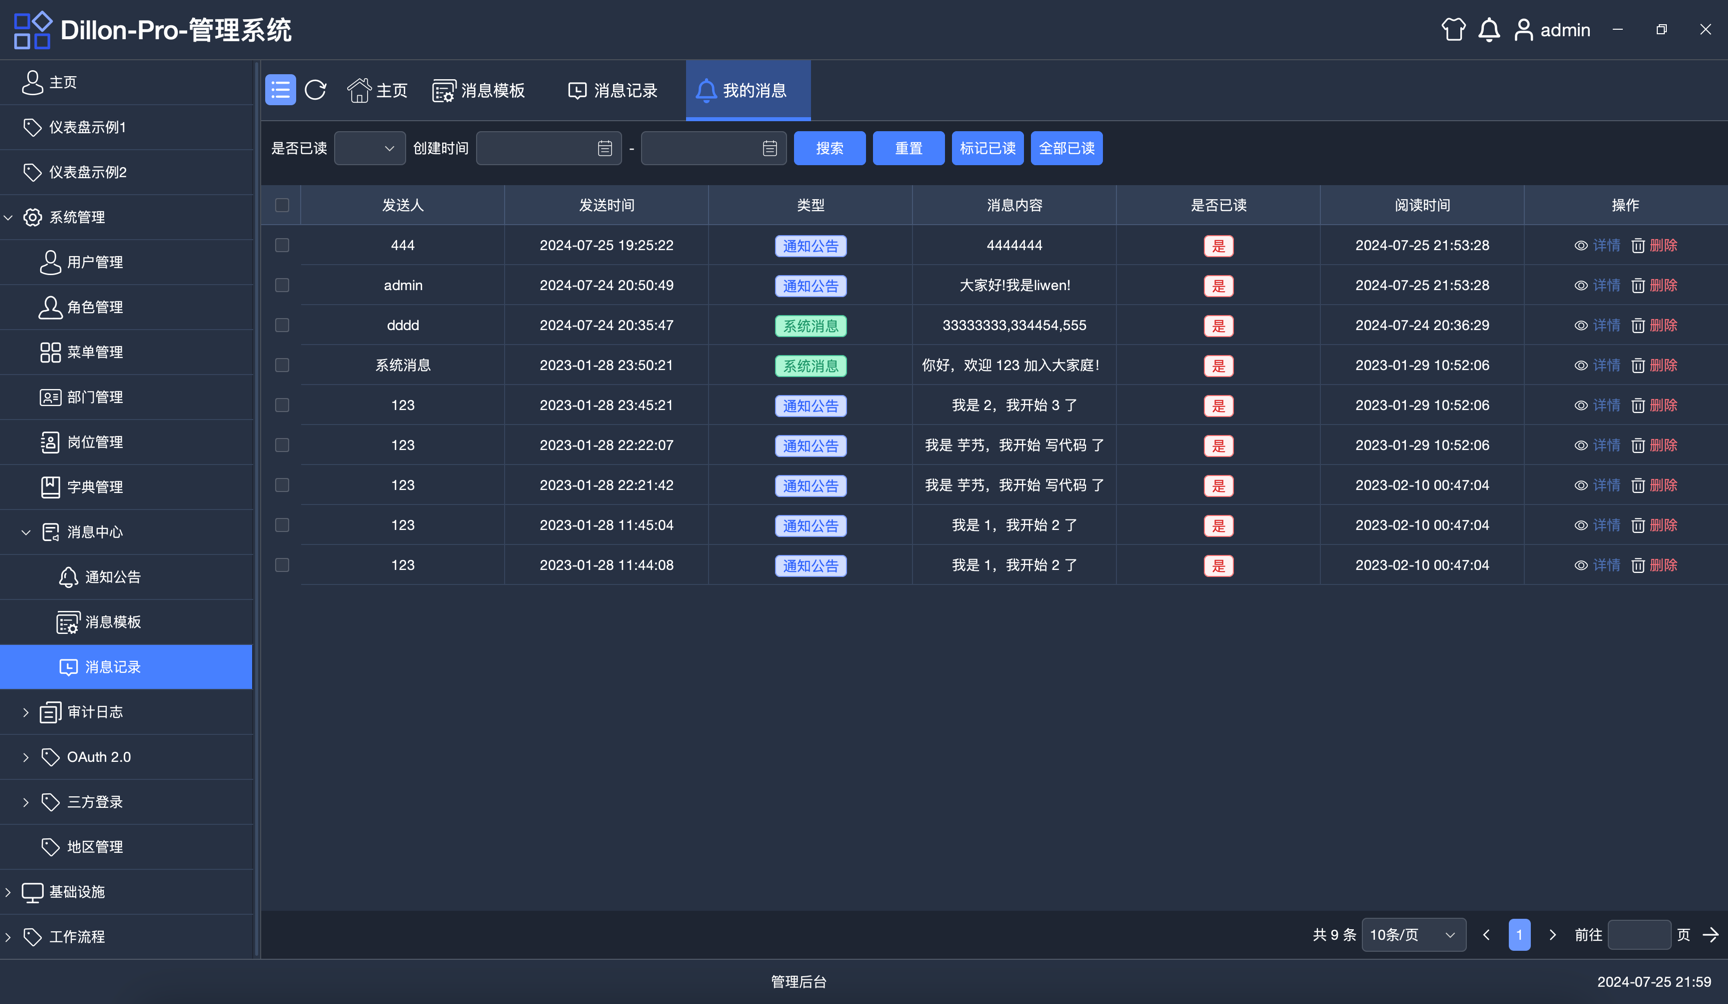 Dillon-Pro-管理系统
admin
主页
仪表盘示例1
仪表盘示例2
系统管理
用户管理
角色管理
菜单管理
部门管理
岗位管理
字典管理
消息中心
通知公告
消息模板
消息记录
审计日志
OAuth 2.0
三方登录
地区管理
基础设施
工作流程
主页 消息模板 消息记录 我的消息
是否已读 创建时间 - 搜索 重置 标记已读 全部已读
发送人 发送时间 类型 消息内容 是否已读 阅读时间 操作
444 2024-07-25 19:25:22 通知公告 4444444 是 2024-07-25 21:53:28 详情 删除
admin 2024-07-24 20:50:49 通知公告 大家好!我是liwen! 是 2024-07-25 21:53:28 详情 删除
dddd 2024-07-24 20:35:47 系统消息 33333333,334454,555 是 2024-07-24 20:36:29 详情 删除
系统消息 2023-01-28 23:50:21 系统消息 你好，欢迎 123 加入大家庭! 是 2023-01-29 10:52:06 详情 删除
123 2023-01-28 23:45:21 通知公告 我是 2，我开始 3 了 是 2023-01-29 10:52:06 详情 删除
123 2023-01-28 22:22:07 通知公告 我是 芋艿，我开始 写代码 了 是 2023-01-29 10:52:06 详情 删除
123 2023-01-28 22:21:42 通知公告 我是 芋艿，我开始 写代码 了 是 2023-02-10 00:47:04 详情 删除
123 2023-01-28 11:45:04 通知公告 我是 1，我开始 2 了 是 2023-02-10 00:47:04 详情 删除
123 2023-01-28 11:44:08 通知公告 我是 1，我开始 2 了 是 2023-02-10 00:47:04 详情 删除
共 9 条 10条/页 1 前往 页
管理后台
2024-07-25 21:59